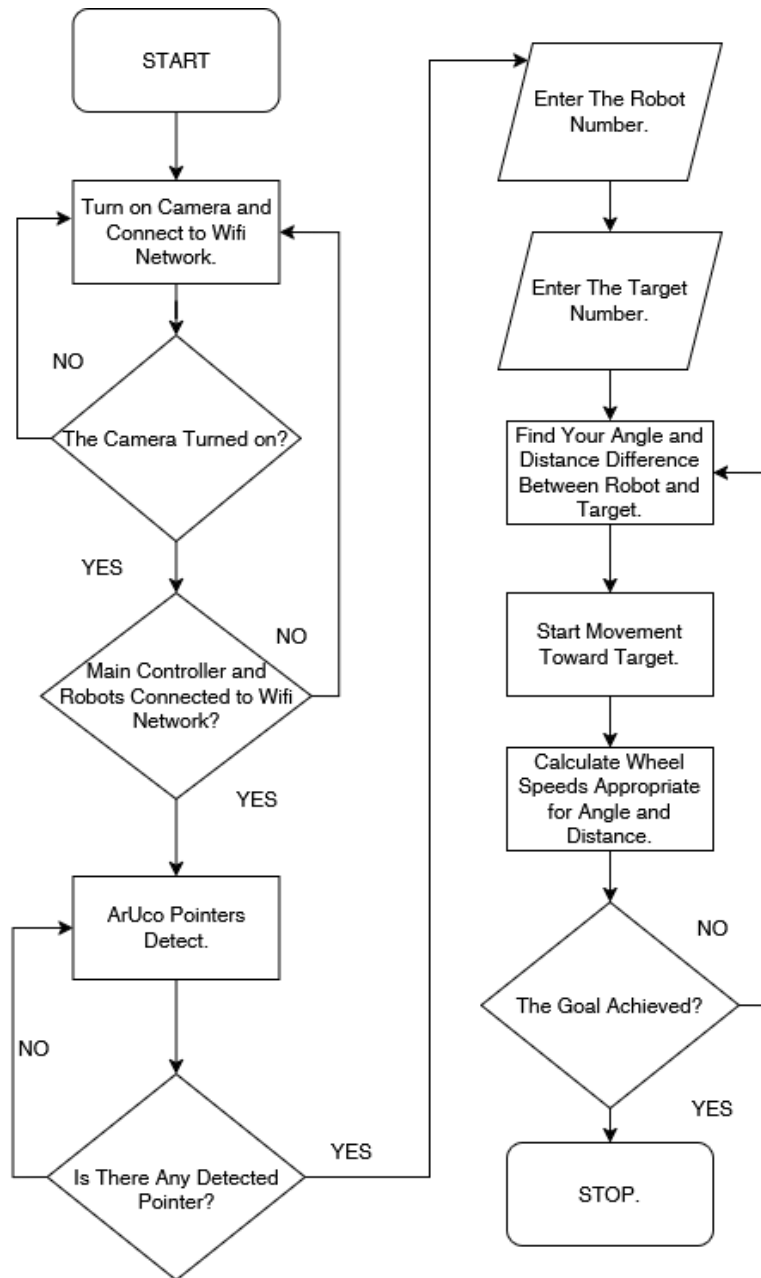 START
Turn on Camera and
Connect to Wifi
Network.
NO
The Camera Turned on?
YES
NO
Main Controller and
Robots Connected to Wifi
Network?
YES
ArUco Pointers
Detect.
NO
Is There Any Detected
Pointer?
YES
Enter The Robot
Number.
Enter The Target
Number.
Find Your Angle and
Distance Difference
Between Robot and
Target.
Start Movement
Toward Target.
Calculate Wheel
Speeds Appropriate
for Angle and
Distance.
NO
The Goal Achieved?
YES
STOP.